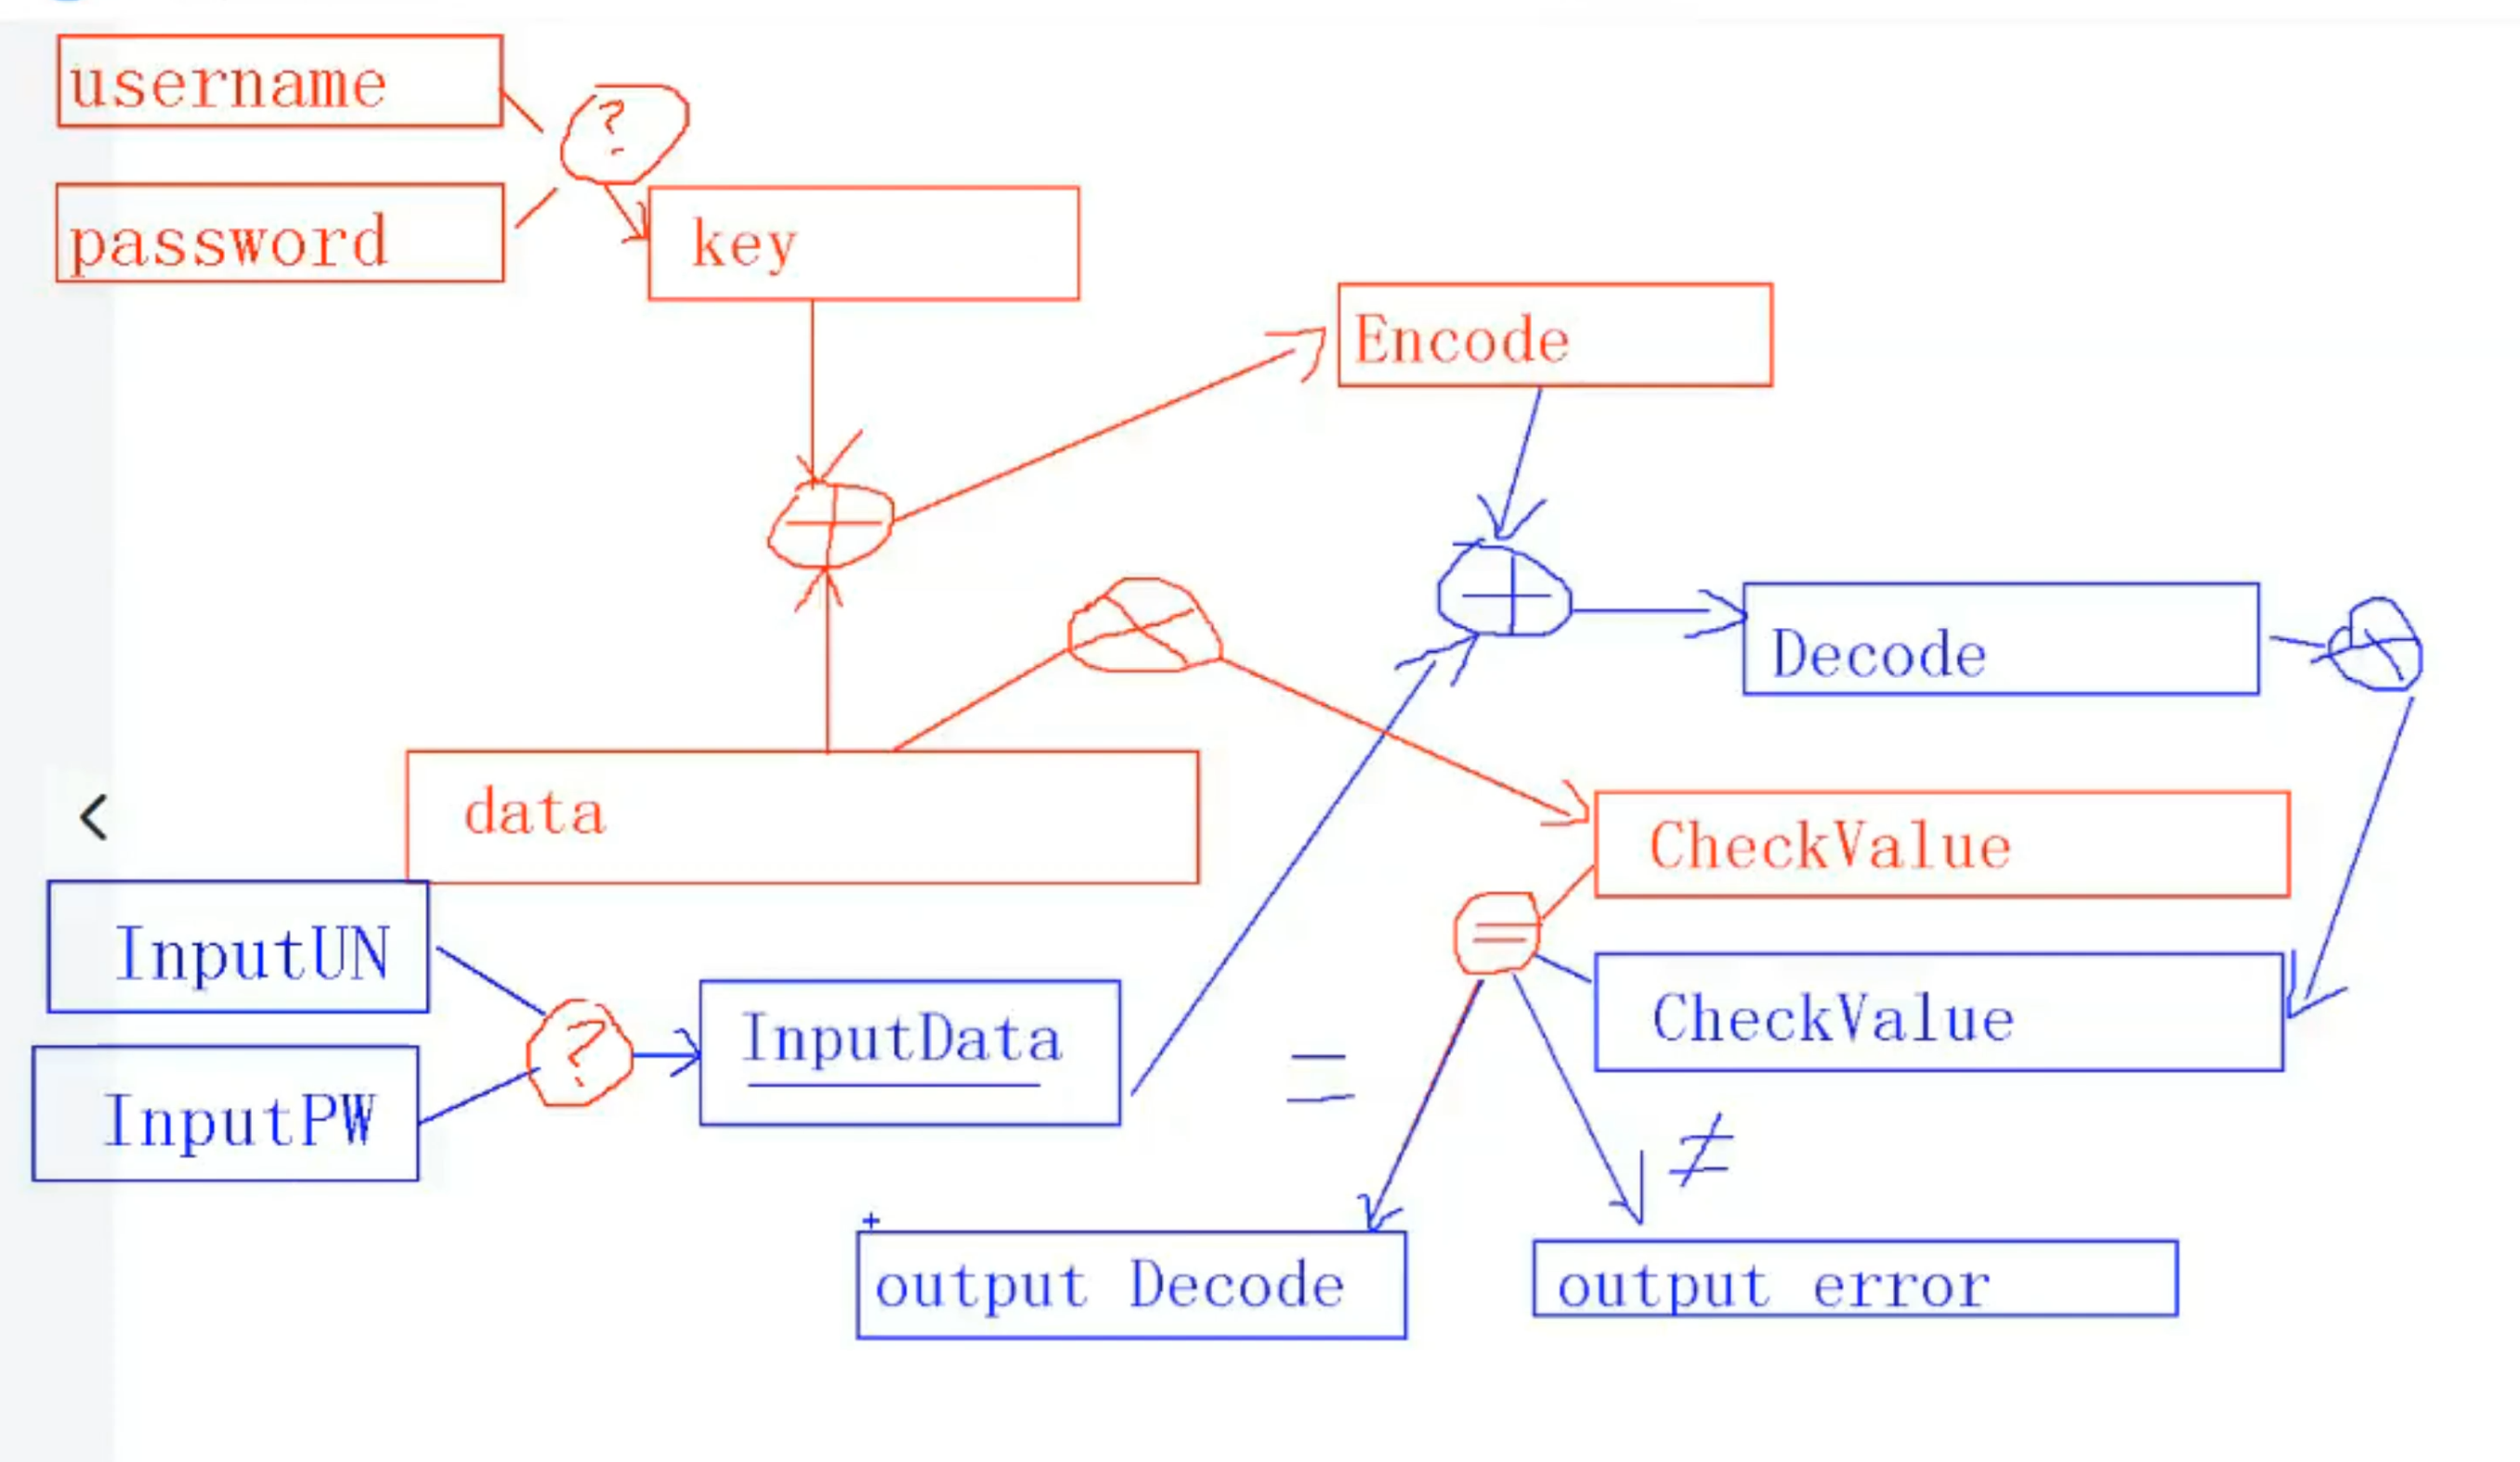 username
?
password
key
Encode
Decode
data
CheckValue
InputUN
=
CheckValue
InputData
?
=
InputPW
≠
output Decode
output error